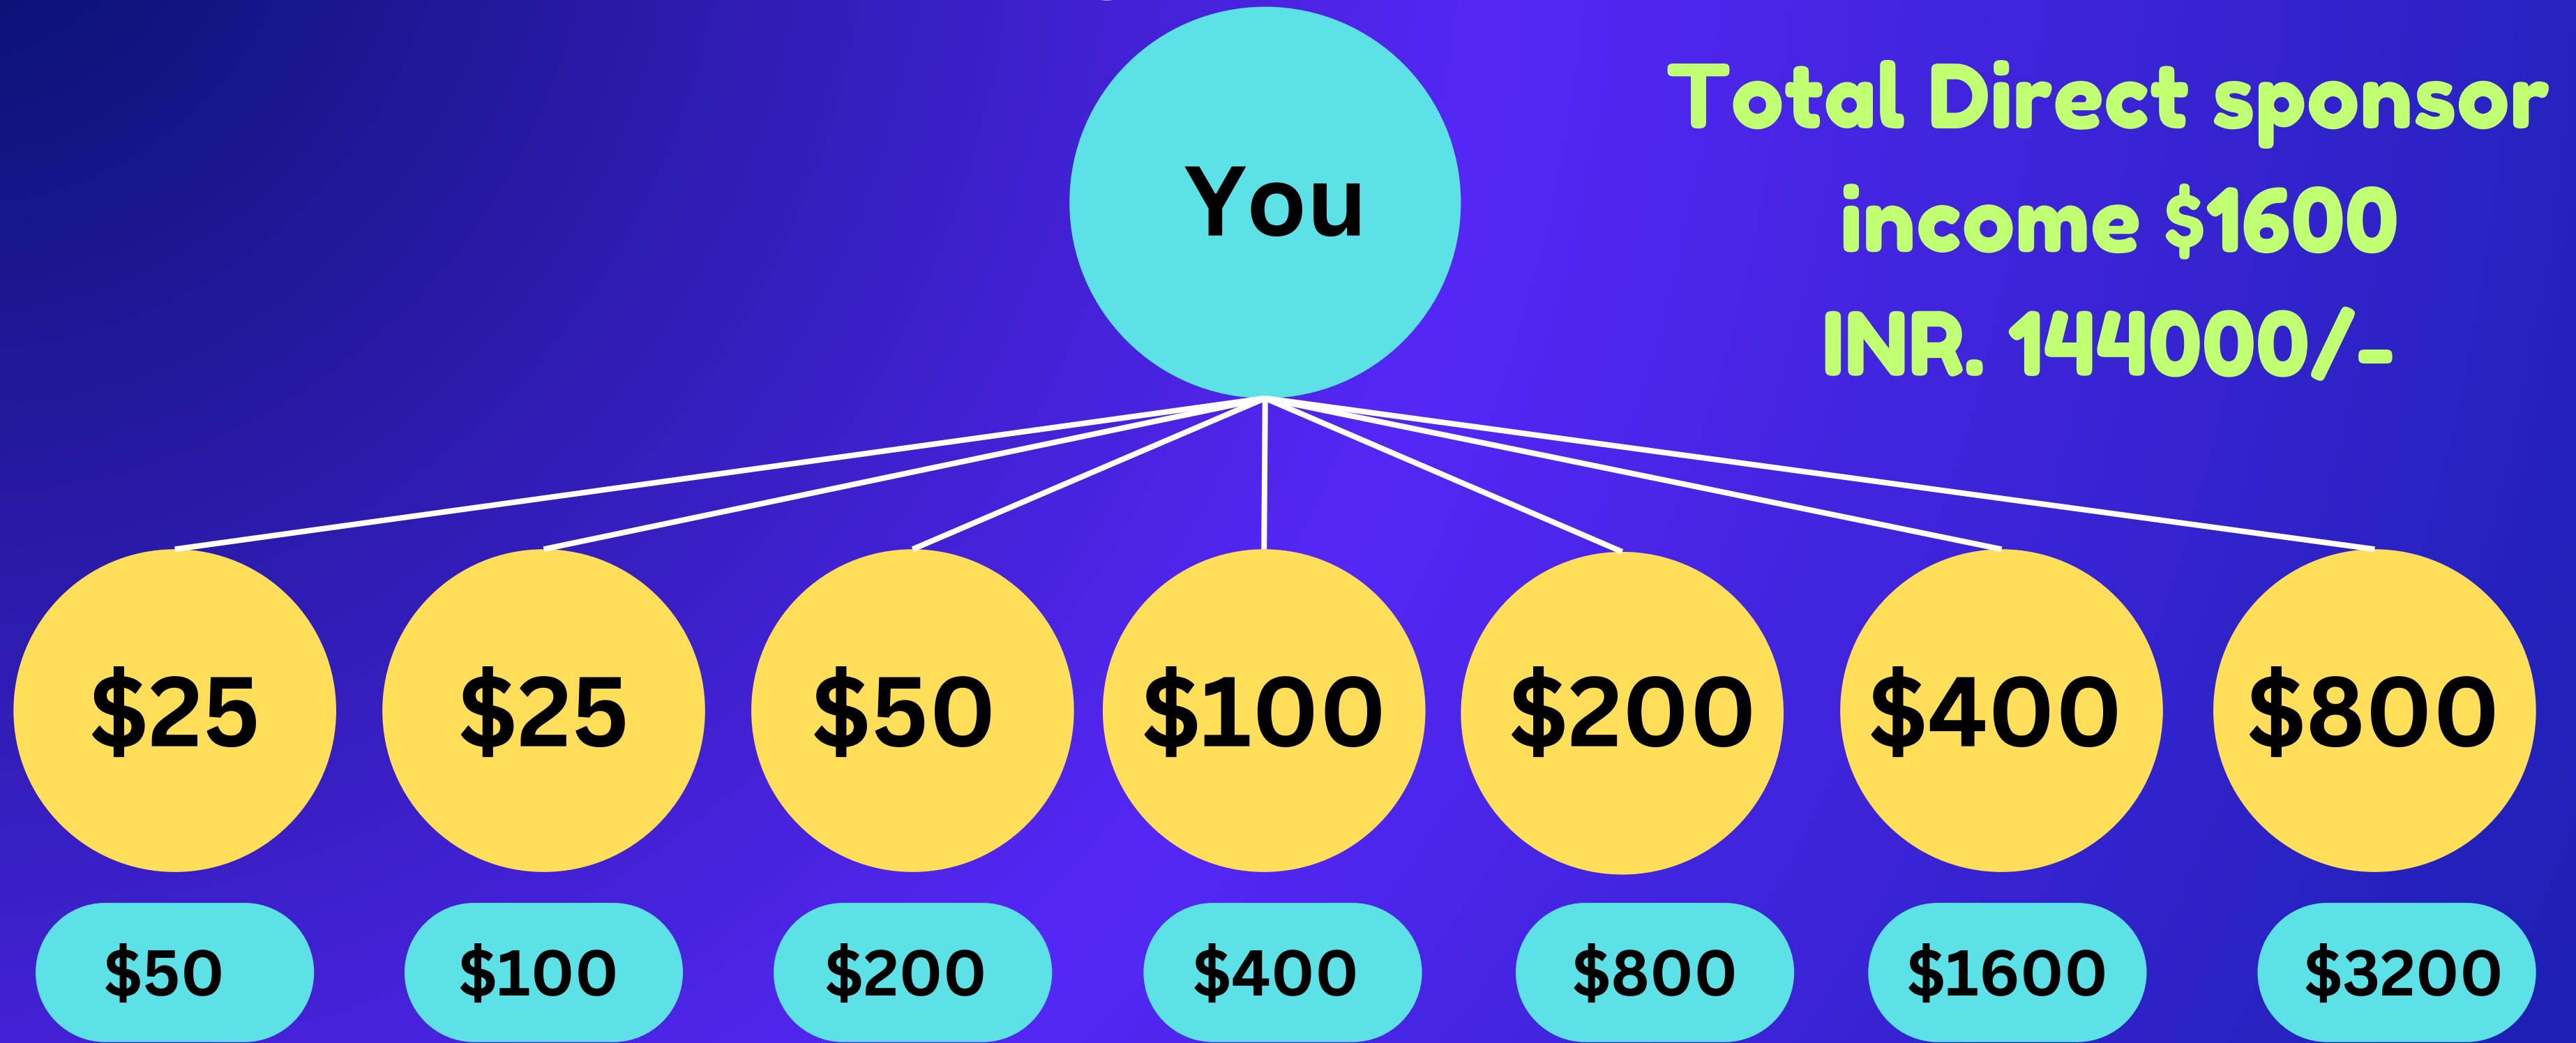 You
Total Direct sponsor
income $1600
INR. 144000/-
$25 $25 $50 $100 $200 $400 $800
$50 $100 $200 $400 $800 $1600 $3200